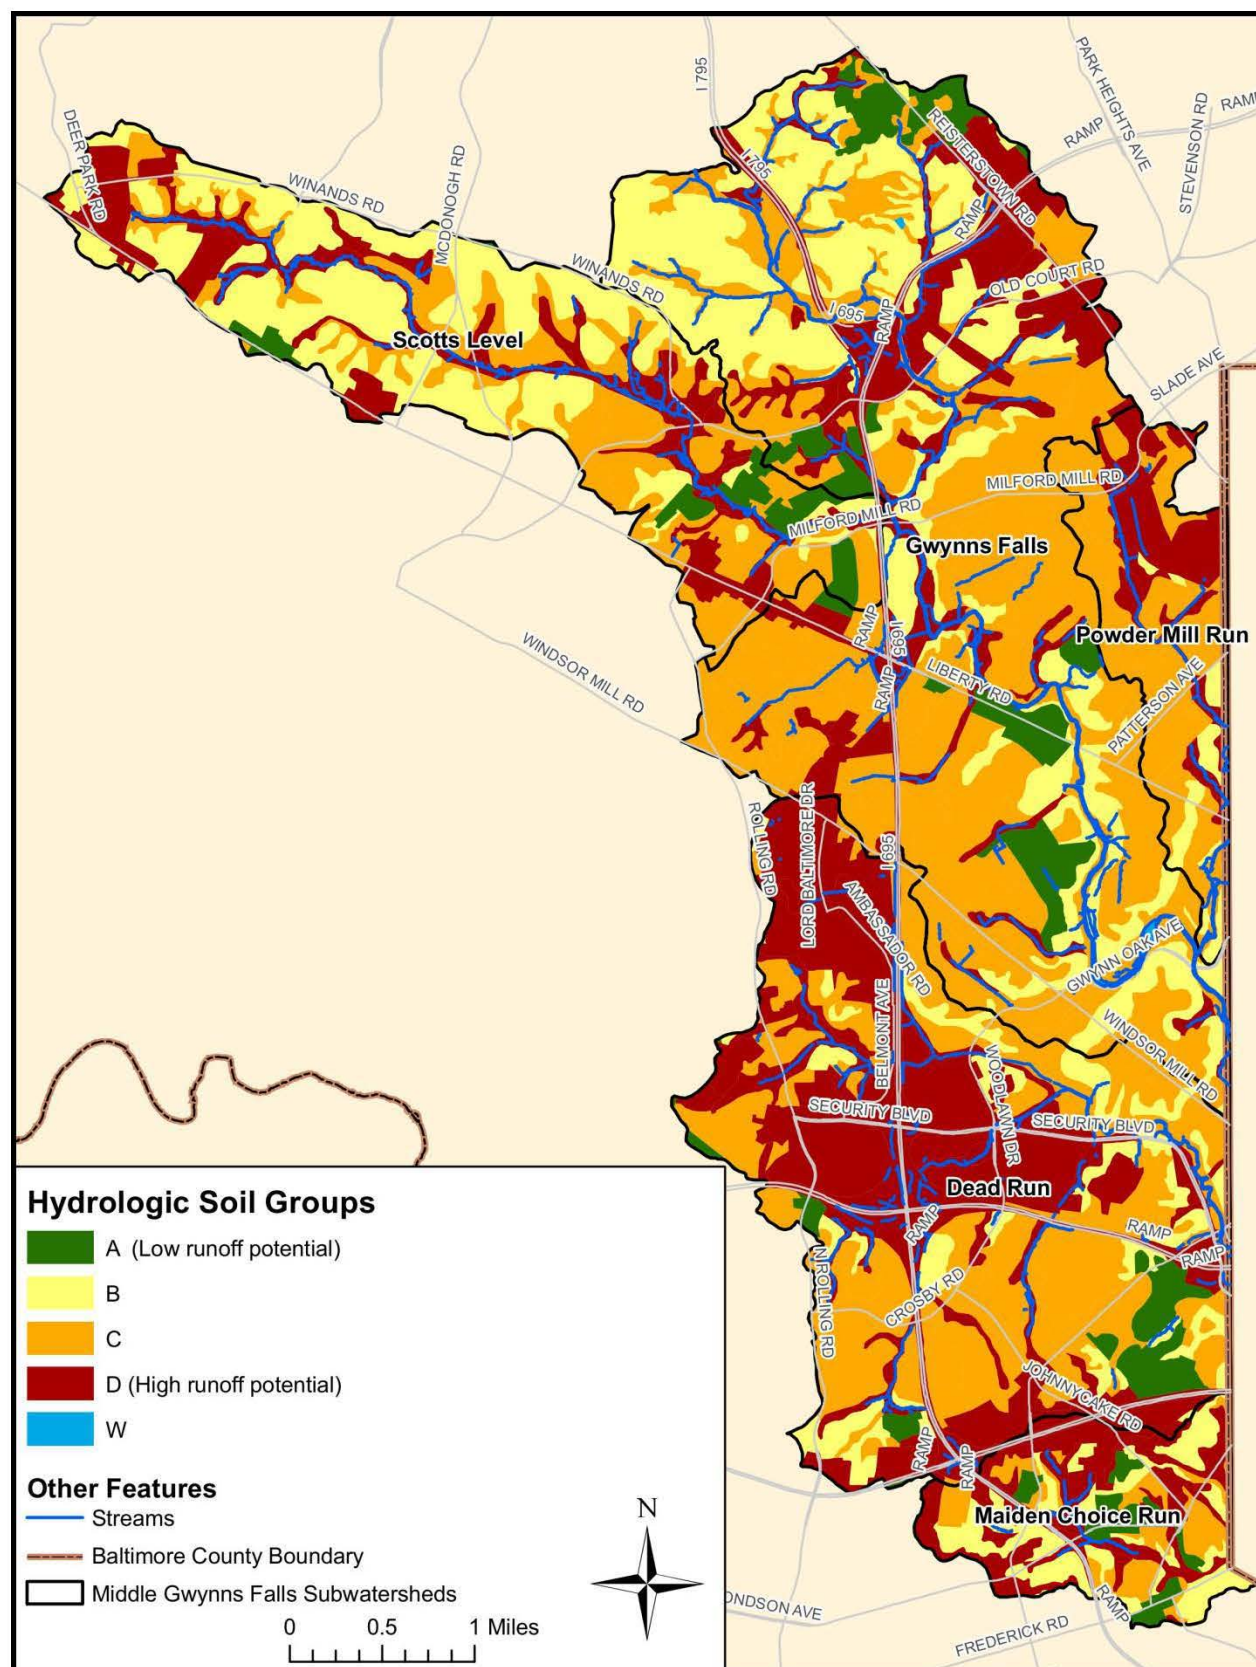 I 795
PARK HEIGHTS AVE
RAMP
STEVENSON RD
RAMP
REISTERSTOWN RD
DEER PARK RD
WINANDS RD
MCDONOGH RD
I 795
RAMP
WINANDS RD
OLD COURT RD
I 695
RAMP
Scotts Level
SLADE AVE
MILFORD MILL RD
MILFORD MILL RD
Gwynns Falls
RAMP
I 695
Powder Mill Run
WINDSOR MILL RD
RAMP
LIBERTY RD
PATTERSON AVE
ROLLING RD
LORD BALTIMORE DR
I 695
AMBASSADOR RD
GWYNN OAK AVE
BELMONT AVE
WOODLAWN DR
WINDSOR MILL RD
SECURITY BLVD
SECURITY BLVD
Dead Run
RAMP
RAMP
RAMP
N ROLLING RD
CROSBY RD
JOHNNYCAKE RD
RAMP
RAMP
Maiden Choice Run
RAMP
ONDSON AVE
FREDERICK RD
Hydrologic Soil Groups
A (Low runoff potential)
B
C
D (High runoff potential)
W
Other Features
Streams
Baltimore County Boundary
Middle Gwynns Falls Subwatersheds
N
0 0.5 1 Miles